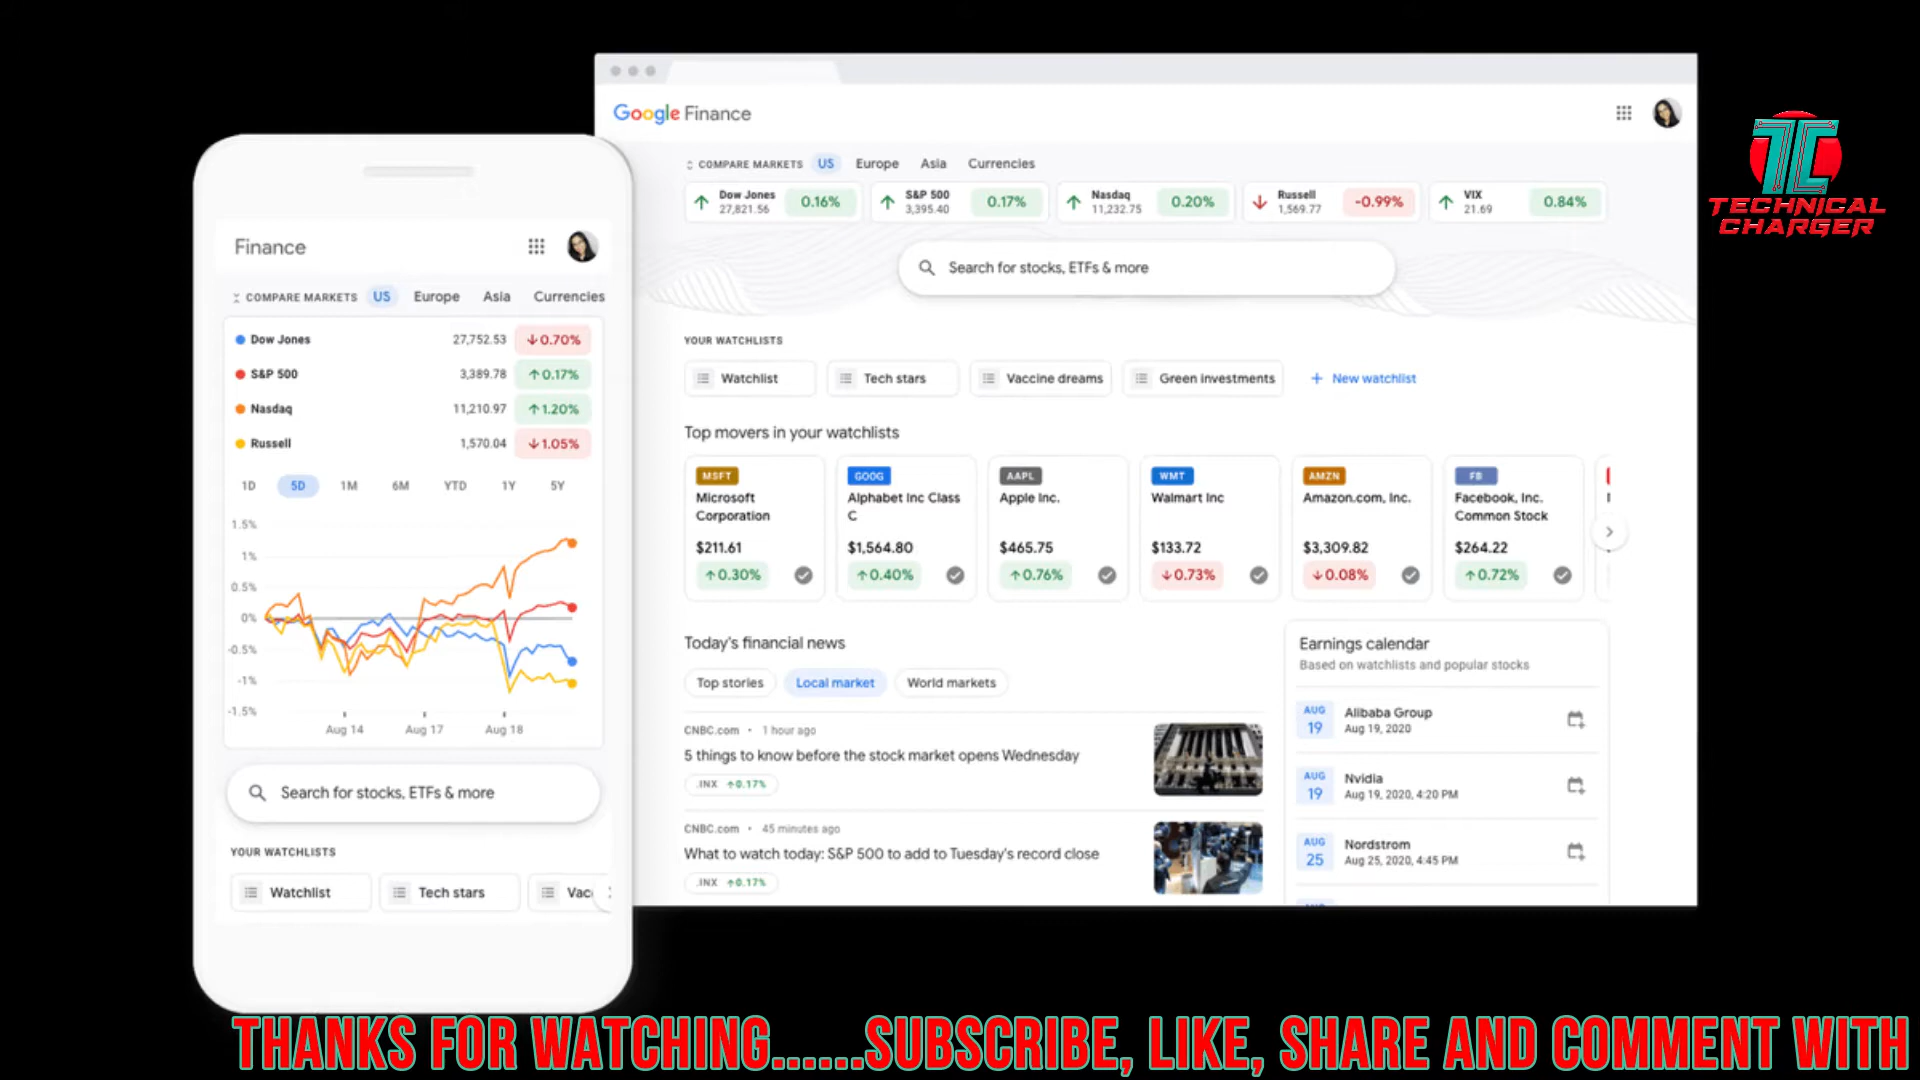 Google Finance
COMPARE MARKETS US Europe Asia Currencies
Dow Jones 27,821.56 0.16%
S&P 500 3,395.40 0.17%
Nasdaq 11,232.75 0.20%
Russell 1,569.77 -0.99%
VIX 21.69 0.84%
Search for stocks, ETFs & more
YOUR WATCHLISTS
Watchlist Tech stars Vaccine dreams Green investments + New watchlist
Top movers in your watchlists
MSFT
Microsoft
Corporation
$211.61
↑0.30%
GOOG
Alphabet Inc Class
C
$1,564.80
↑0.40%
AAPL
Apple Inc.
$465.75
↑0.76%
WMT
Walmart Inc
$133.72
↓0.73%
AMZN
Amazon.com, Inc.
$3,309.82
↓0.08%
FB
Facebook, Inc.
Common Stock
$264.22
↑0.72%
Today's financial news
Top stories Local market World markets
CNBC.com • 1 hour ago
5 things to know before the stock market opens Wednesday
.INX ↑0.17%
CNBC.com • 45 minutes ago
What to watch today: S&P 500 to add to Tuesday's record close
.INX ↑0.17%
Earnings calendar
Based on watchlists and popular stocks
AUG 19
Alibaba Group
Aug 19, 2020
AUG 19
Nvidia
Aug 19, 2020, 4:20 PM
AUG 25
Nordstrom
Aug 25, 2020, 4:45 PM
Finance
COMPARE MARKETS US Europe Asia Currencies
Dow Jones 27,752.53 ↓0.70%
S&P 500 3,389.78 ↑0.17%
Nasdaq 11,210.97 ↑1.20%
Russell 1,570.04 ↓1.05%
1D 5D 1M 6M YTD 1Y 5Y
1.5%
1%
0.5%
0%
-0.5%
-1%
-1.5%
Aug 14 Aug 17 Aug 18
Search for stocks, ETFs & more
YOUR WATCHLISTS
Watchlist Tech stars Vac
TC
TECHNICAL
CHARGER
THANKS FOR WATCHING......SUBSCRIBE, LIKE, SHARE AND COMMENT WITH